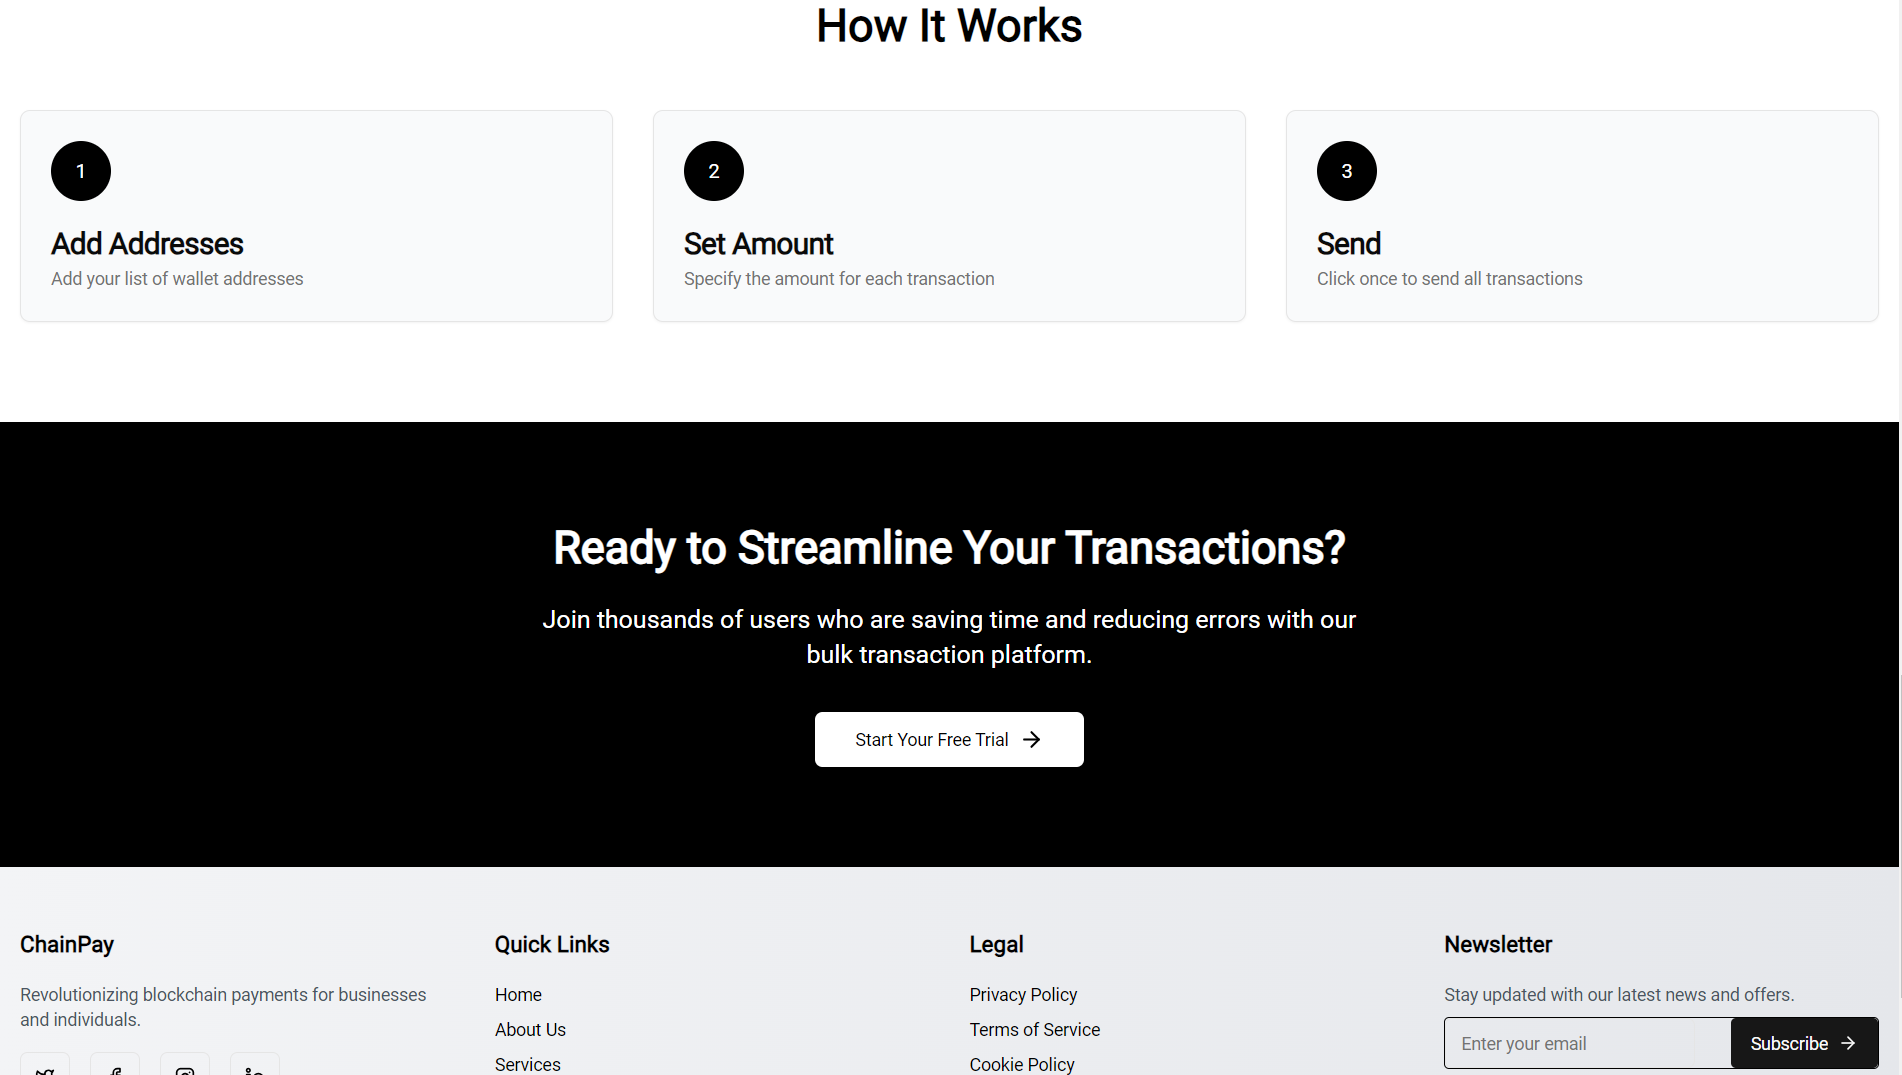 How It Works
1
Add Addresses
Add your list of wallet addresses
2
Set Amount
Specify the amount for each transaction
3
Send
Click once to send all transactions
Ready to Streamline Your Transactions?
Join thousands of users who are saving time and reducing errors with our
bulk transaction platform.
Start Your Free Trial
ChainPay
Revolutionizing blockchain payments for businesses
and individuals.
Quick Links
Home
About Us
Services
Legal
Privacy Policy
Terms of Service
Cookie Policy
Newsletter
Stay updated with our latest news and offers.
Enter your email
Subscribe